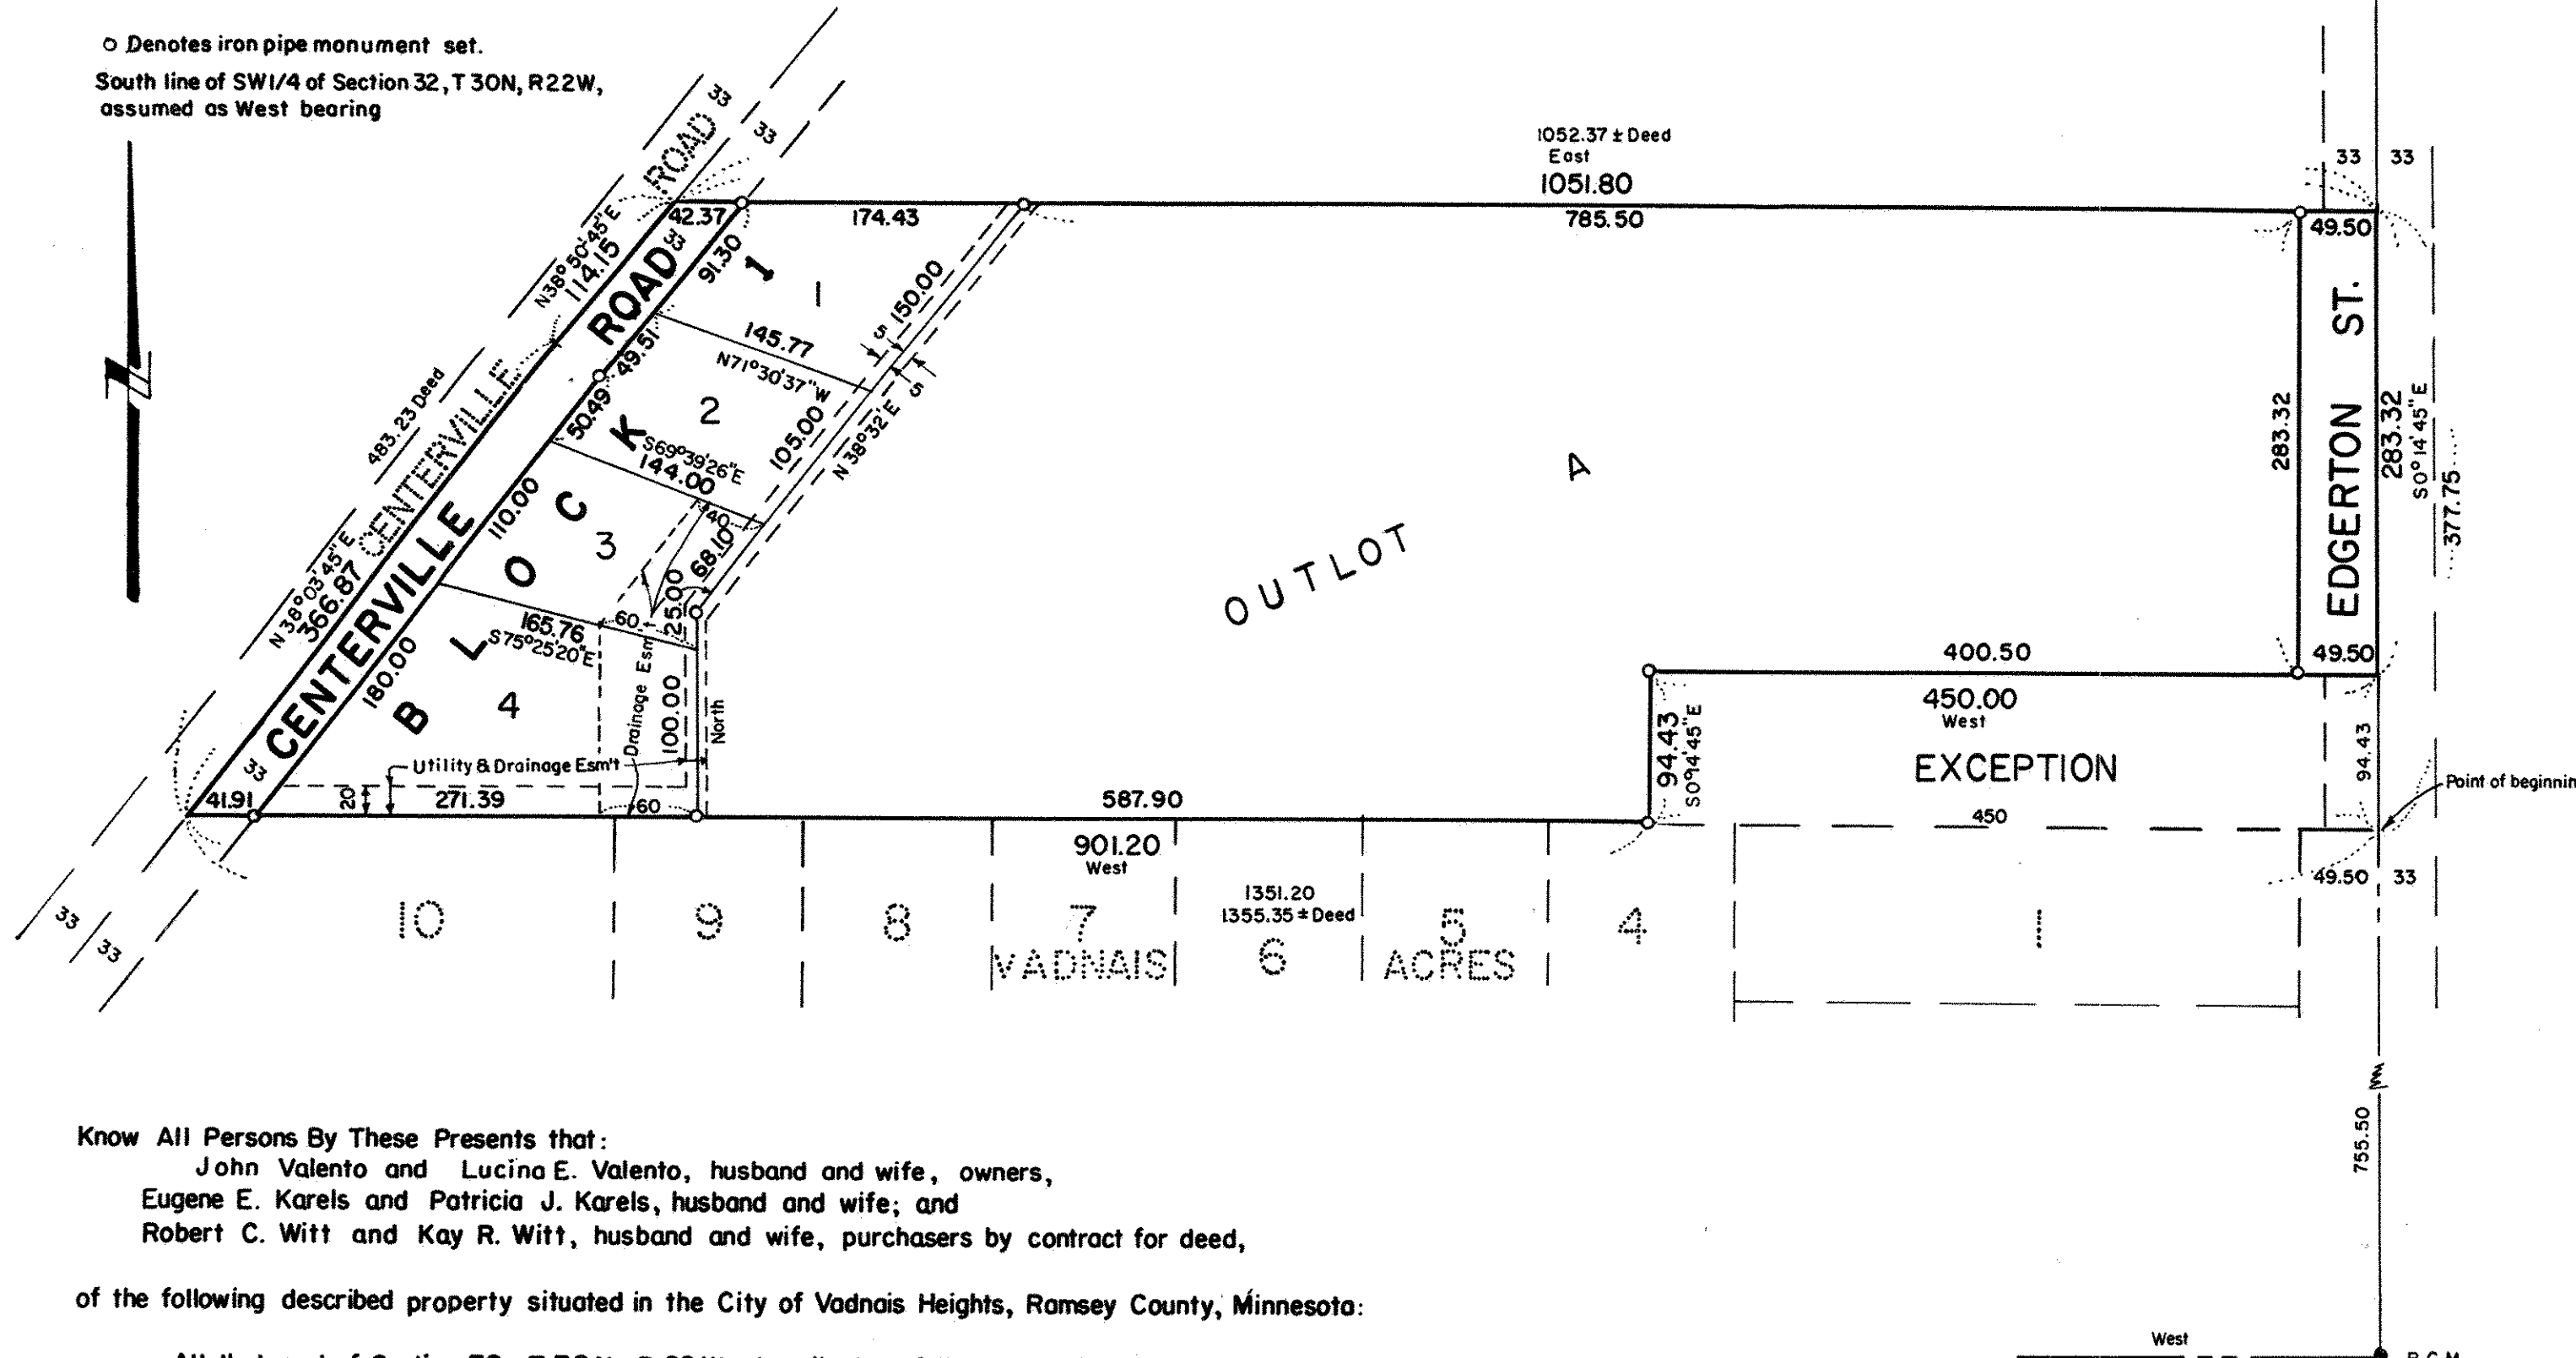 o Denotes iron pipe monument set.
South line of SW1/4 of Section 32, T30N, R22W,
assumed as West bearing
33
33
ROAD
1052.37 ± Deed
East
1051.80
33
33
42.37
174.43
785.50
49.50
N38°50'45"E
114.15
33
91.30
1
1
ROAD
150.00
5
5
49.51
145.77
N71°30'37"W
EDGERTON ST.
283.32
283.32
S0°14'45"E
377.75
483.23 Deed
CENTERVILLE
50.49
2
105.00
N 38°32'E
S69°39'26"E
144.00
A
BLOCK
110.00
3
40
68.10
OUTLOT
N 38°03'45"E
366.87
CENTERVILLE
25.00
60
165.76
S75°25'20"E
400.50
49.50
180.00
4
Drainage Esm't
100.00
North
94.43
S0°14'45"E
450.00
West
94.43
EXCEPTION
Utility & Drainage Esm't
Point of beginnin
33
41.91
20
271.39
60
587.90
450
901.20
West
49.50
33
1351.20
1355.35 ± Deed
33
33
10
9
8
7
6
5
4
1
VADNAIS
ACRES
755.50
Know All Persons By These Presents that:
John Valento and Lucina E. Valento, husband and wife, owners,
Eugene E. Karels and Patricia J. Karels, husband and wife; and
Robert C. Witt and Kay R. Witt, husband and wife, purchasers by contract for deed,
of the following described property situated in the City of Vadnais Heights, Ramsey County, Minnesota:
West